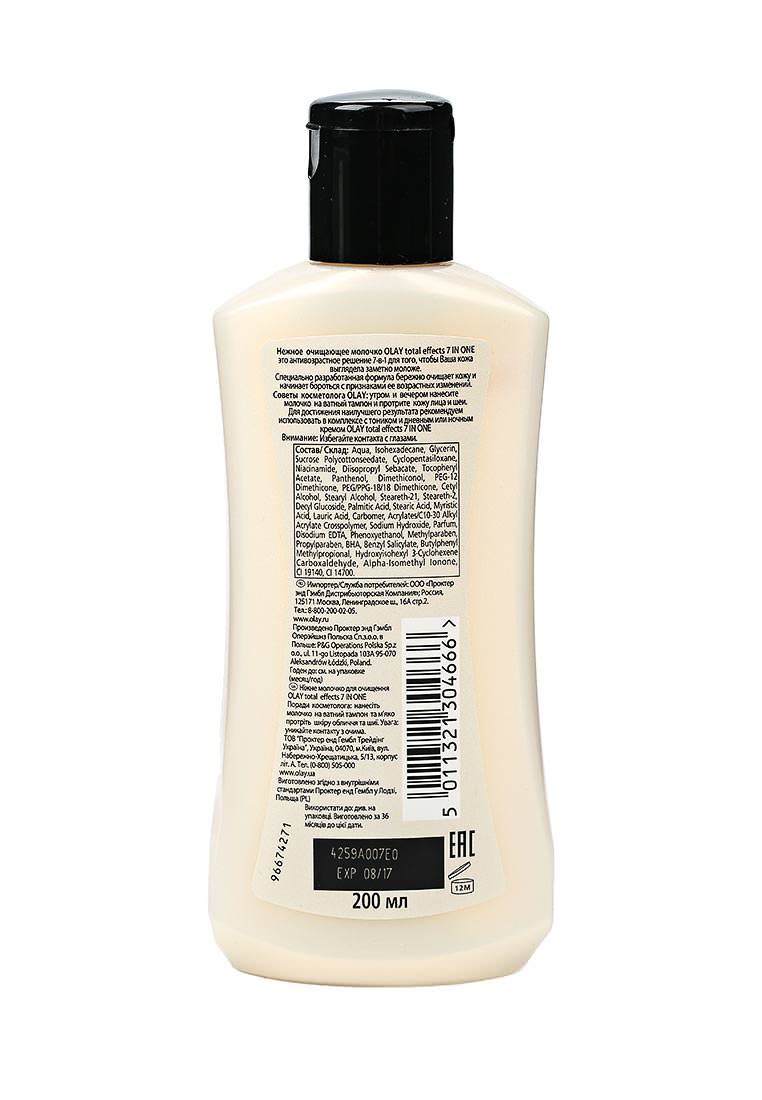 Нежное очищающее молочко OLAY total effects 7 IN ONE
это антивозрастное решение 7-в-1 для того, чтобы Ваша кожа
выглядела заметно моложе.
Специально разработанная формула бережно очищает кожу и
начинает бороться с признаками ее возрастных изменений.
Советы косметолога OLAY: утром и вечером нанесите
молочко на ватный тампон и протрите кожу лица и шеи.
Для достижения наилучшего результата рекомендуем
использовать в комплексе с тоником и дневным или ночным
кремом OLAY total effects 7 IN ONE
Внимание: Избегайте контакта с глазами.
Состав/ Склад: Aqua, Isohexadecane, Glycerin,
Sucrose Polycottonseedate, Cyclopentasiloxane,
Niacinamide, Diisopropyl Sebacate, Tocopheryl
Acetate, Panthenol, Dimethiconol, PEG-12
Dimethicone, PEG/PPG-18/18 Dimethicone, Cetyl
Alcohol, Stearyl Alcohol, Steareth-21, Steareth-2,
Decyl Glucoside, Palmitic Acid, Stearic Acid, Myristic
Acid, Lauric Acid, Carbomer, Acrylates/C10-30 Alkyl
Acrylate Crosspolymer, Sodium Hydroxide, Parfum,
Disodium EDTA, Phenoxyethanol, Methylparaben,
Propylparaben, BHA, Benzyl Salicylate, Butylphenyl
Methylpropional, Hydroxyisohexyl 3-Cyclohexene
Carboxaldehyde, Alpha-Isomethyl Ionone,
CI 19140, CI 14700.
Импортер/Служба потребителей: ООО «Проктер
энд Гэмбл Дистрибьюторская Компания»; Россия,
125171 Москва, Ленинградское ш., 16А стр.2.
Тел.: 8-800-200-02-05.
www.olay.ru
Произведено Проктер энд Гэмбл
Оперэйшнз Польска Сп.з.о.о. в
Польше: P&G Operations Polska Sp.z
o.o., ul. 11-go Listopada 103A 95-070
Aleksandrów Łódzki, Poland.
Годен до: см. на упаковке
(месяц/год)
Ніжне молочко для очищення
OLAY total effects 7 IN ONE
Поради косметолога: нанесіть
молочко на ватний тампон та м'яко
протріть шкіру обличчя та шиї. Увага:
уникайте контакту з очима.
ТОВ "Проктер енд Гембл Трейдінг
Україна", Україна, 04070, м.Київ, вул.
Набережно-Хрещатицька, 5/13, корпус
літ. А. Тел. (0-800) 505-000
www.olay.ua
Виготовлено згідно з внутрішніми
стандартами Проктер енд Гембл у Лодзі,
Польща (PL)
Використати до: див. на
упаковці. Виготовлено за 36
місяців до цієї дати.
5 011321 304666 >
96674271
4259A007E0
EXP 08/17
EAC
12M
200 мл